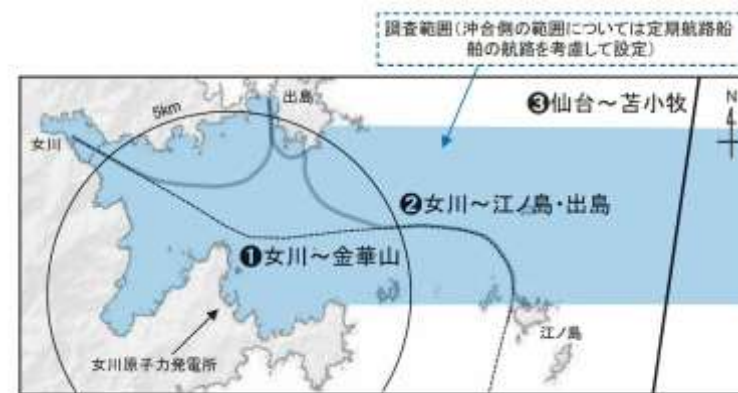 調査範囲(沖合側の範囲については定期航路船
舶の航路を考慮して設定)
出島
❸仙台~苫小牧
N
5km
女川
❷女川~江ノ島・出島
❶女川~金華山
江ノ島
女川原子力発電所